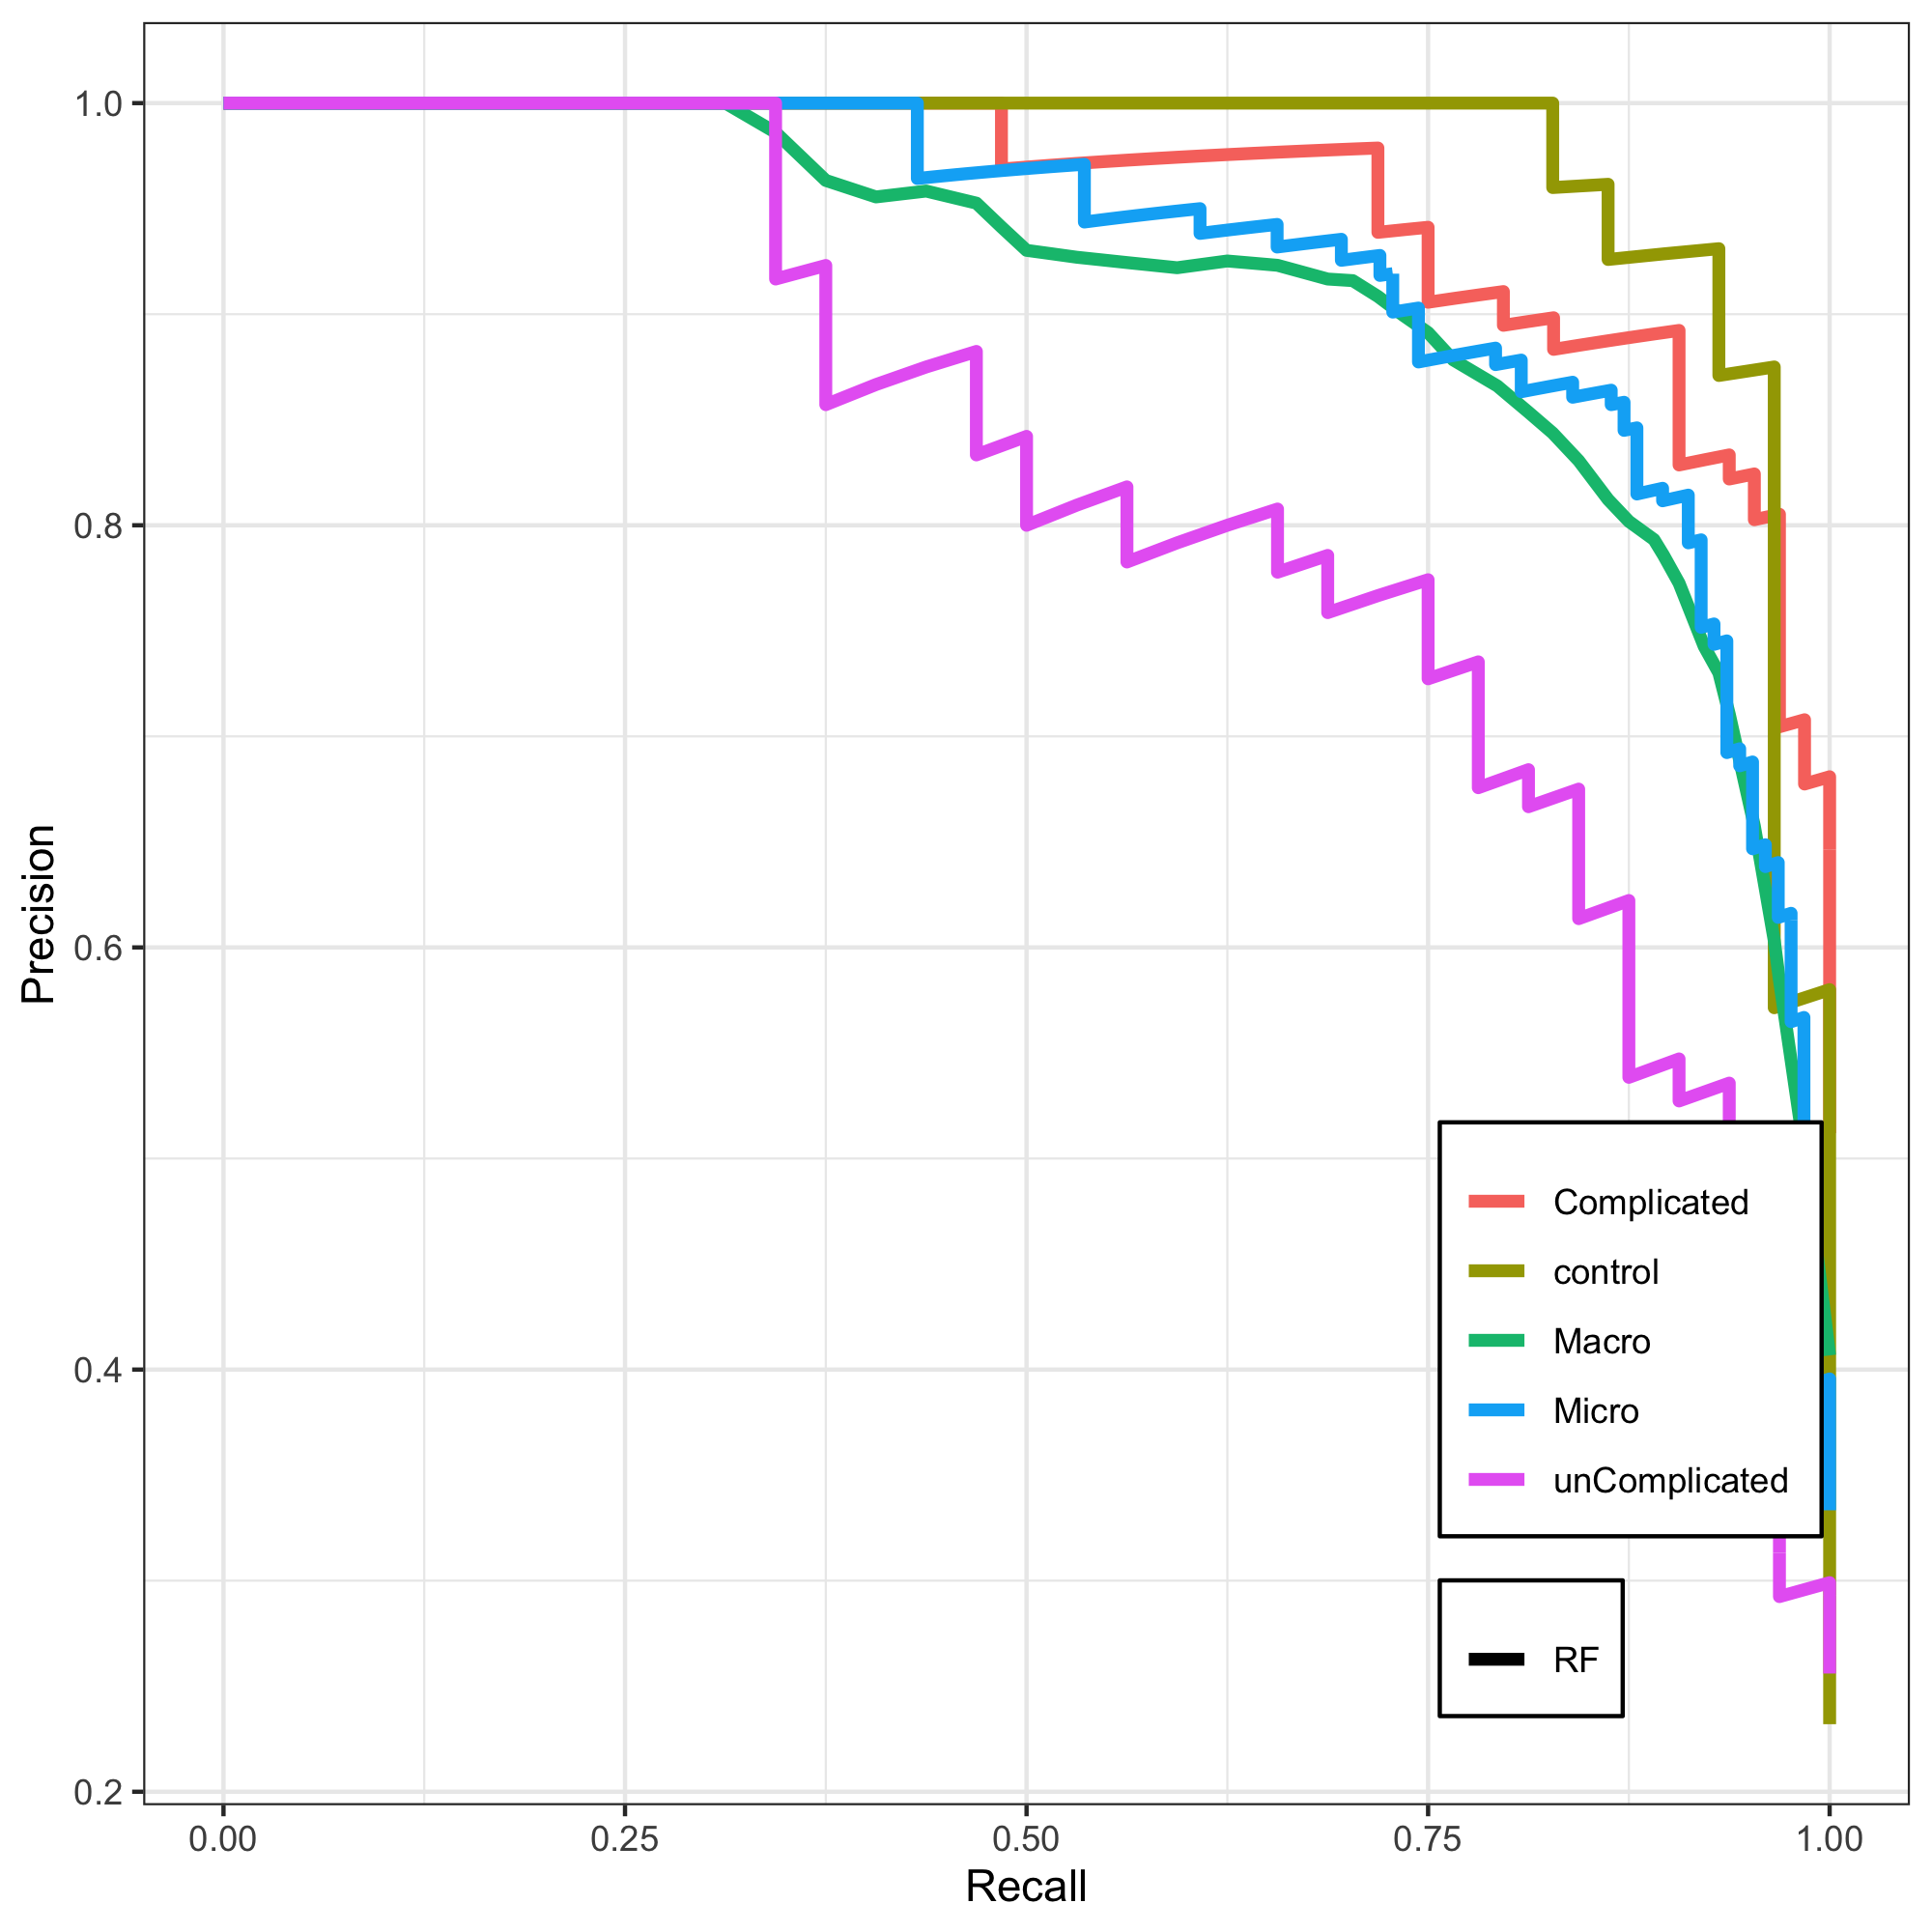 1.0
0.8
0.6
0.4
0.2
Precision
0.00 0.25 0.50 0.75 1.00
Recall
Complicated
control
Macro
Micro
unComplicated
RF